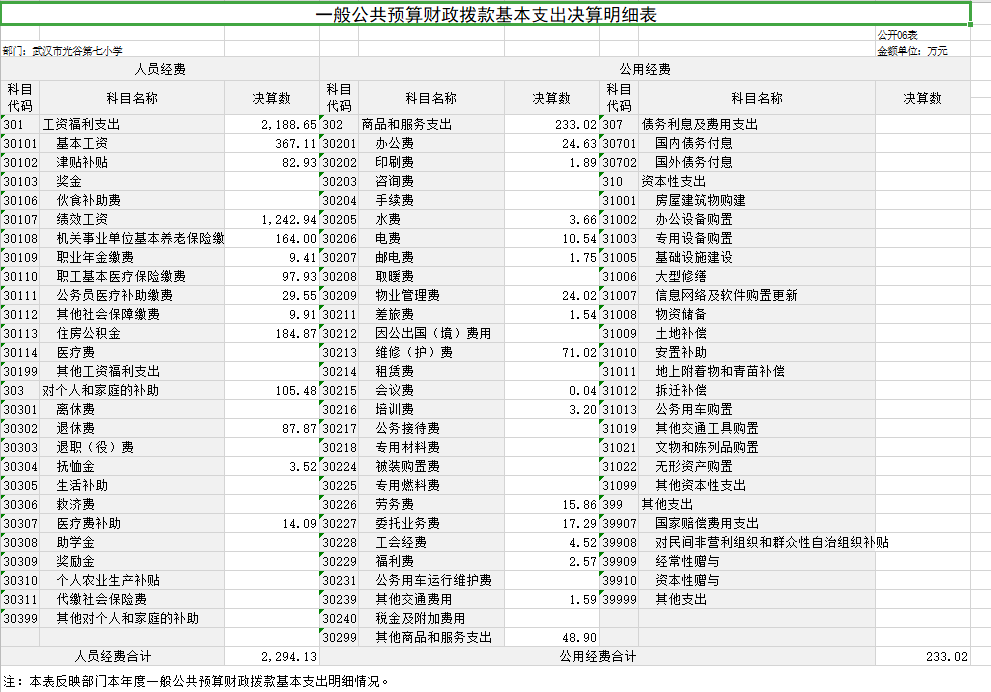 一般公共预算财政拨款基本支出决算明细表
公开06表
部门：武汉市光谷第七小学 金额单位：万元
人员经费 公用经费
科目代码 科目名称 决算数 科目代码 科目名称 决算数 科目代码 科目名称 决算数
301 工资福利支出 2,188.65 302 商品和服务支出 233.02 307 债务利息及费用支出
30101 基本工资 367.11 30201 办公费 24.63 30701 国内债务付息
30102 津贴补贴 82.93 30202 印刷费 1.89 30702 国外债务付息
30103 奖金 30203 咨询费 310 资本性支出
30106 伙食补助费 30204 手续费 31001 房屋建筑物购建
30107 绩效工资 1,242.94 30205 水费 3.66 31002 办公设备购置
30108 机关事业单位基本养老保险缴 164.00 30206 电费 10.54 31003 专用设备购置
30109 职业年金缴费 9.41 30207 邮电费 1.75 31005 基础设施建设
30110 职工基本医疗保险缴费 97.93 30208 取暖费 31006 大型修缮
30111 公务员医疗补助缴费 29.55 30209 物业管理费 24.02 31007 信息网络及软件购置更新
30112 其他社会保障缴费 9.91 30211 差旅费 1.54 31008 物资储备
30113 住房公积金 184.87 30212 因公出国（境）费用 31009 土地补偿
30114 医疗费 30213 维修（护）费 71.02 31010 安置补助
30199 其他工资福利支出 30214 租赁费 31011 地上附着物和青苗补偿
303 对个人和家庭的补助 105.48 30215 会议费 0.04 31012 拆迁补偿
30301 离休费 30216 培训费 3.20 31013 公务用车购置
30302 退休费 87.87 30217 公务接待费 31019 其他交通工具购置
30303 退职（役）费 30218 专用材料费 31021 文物和陈列品购置
30304 抚恤金 3.52 30224 被装购置费 31022 无形资产购置
30305 生活补助 30225 专用燃料费 31099 其他资本性支出
30306 救济费 30226 劳务费 15.86 399 其他支出
30307 医疗费补助 14.09 30227 委托业务费 17.29 39907 国家赔偿费用支出
30308 助学金 30228 工会经费 4.52 39908 对民间非营利组织和群众性自治组织补贴
30309 奖励金 30229 福利费 2.57 39909 经常性赠与
30310 个人农业生产补贴 30231 公务用车运行维护费 39910 资本性赠与
30311 代缴社会保险费 30239 其他交通费用 1.59 39999 其他支出
30399 其他对个人和家庭的补助 30240 税金及附加费用
30299 其他商品和服务支出 48.90
人员经费合计 2,294.13 公用经费合计 233.02
注：本表反映部门本年度一般公共预算财政拨款基本支出明细情况。